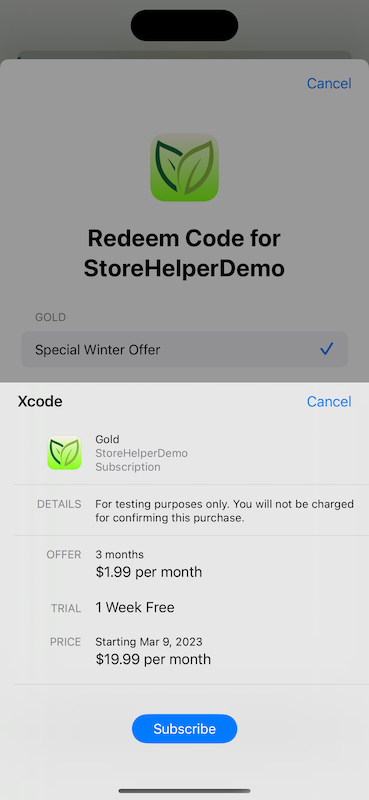 Cancel
Redeem Code for
StoreHelperDemo
GOLD
Special Winter Offer
Xcode
Cancel
Gold
StoreHelperDemo
Subscription
DETAILS
For testing purposes only. You will not be charged
for confirming this purchase.
OFFER
3 months
$1.99 per month
TRIAL
1 Week Free
PRICE
Starting Mar 9, 2023
$19.99 per month
Subscribe